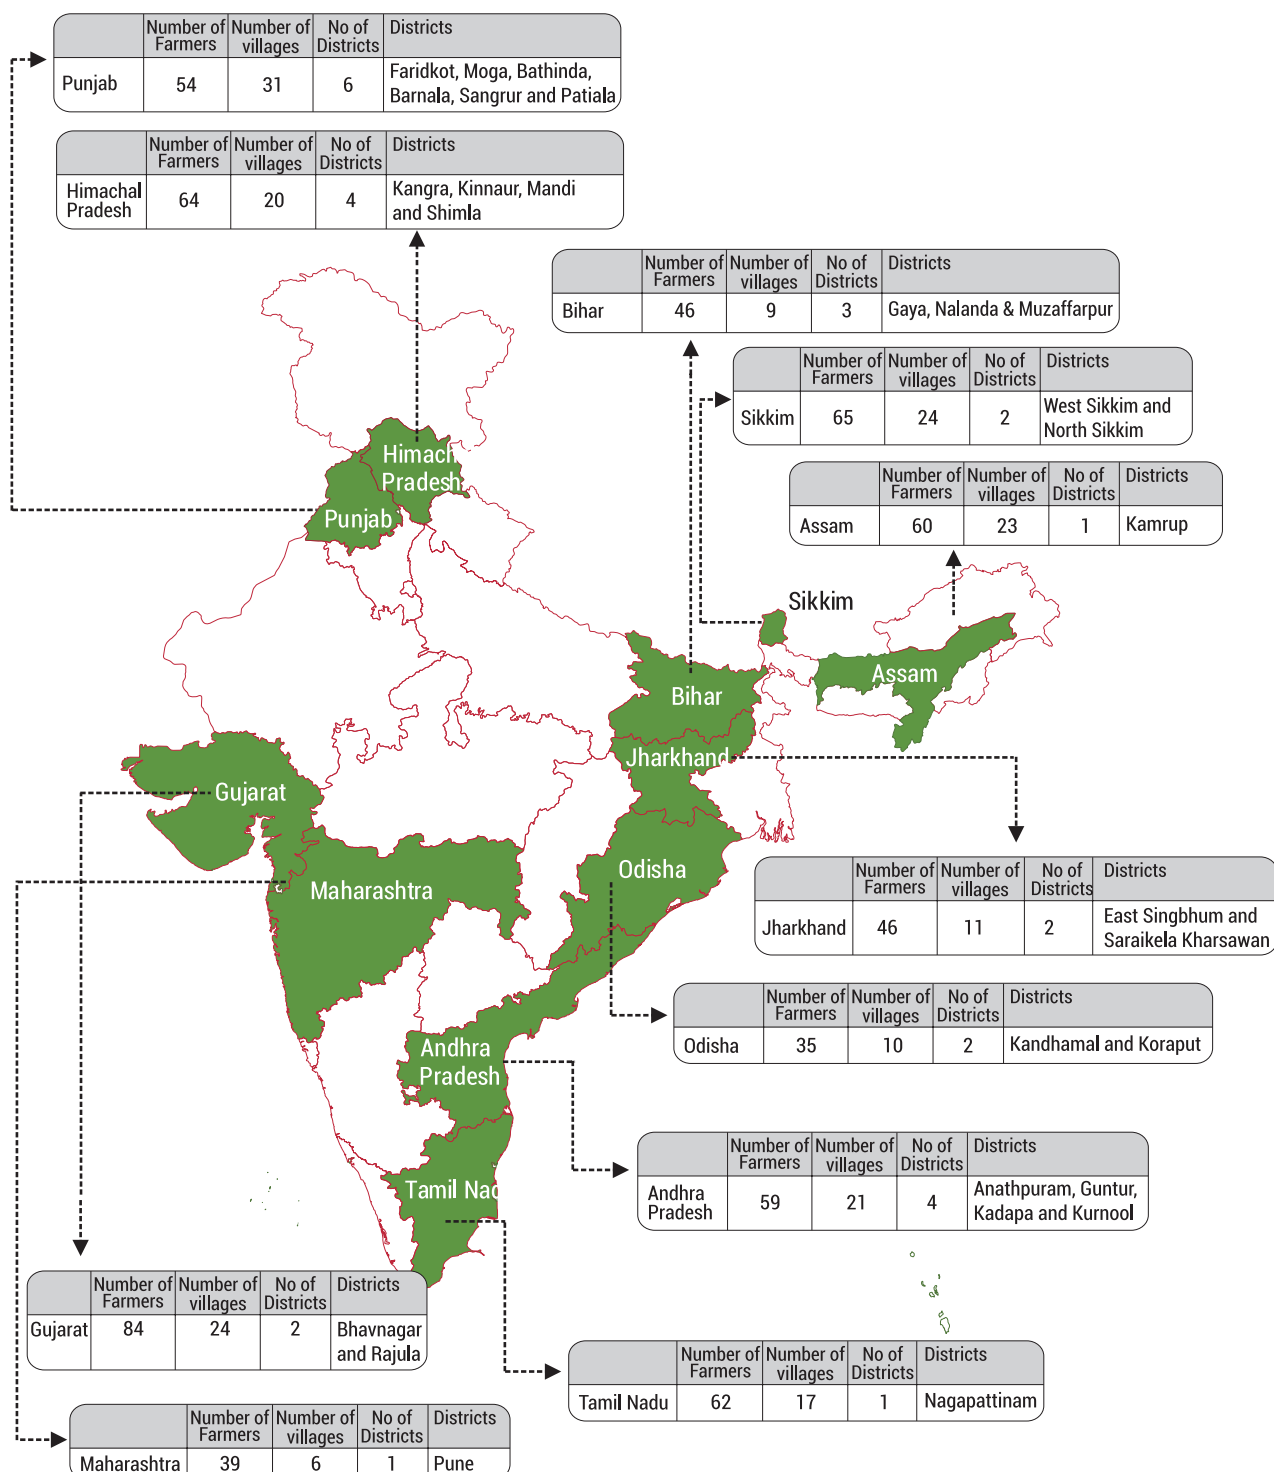 Number of Farmers Number of villages No of Districts Districts
Punjab 54 31 6 Faridkot, Moga, Bathinda,
Barnala, Sangrur and Patiala
Number of Farmers Number of villages No of Districts Districts
Himachal Pradesh 64 20 4 Kangra, Kinnaur, Mandi
and Shimla
Number of Farmers Number of villages No of Districts Districts
Bihar 46 9 3 Gaya, Nalanda & Muzaffarpur
Number of Farmers Number of villages No of Districts Districts
Sikkim 65 24 2 West Sikkim and
North Sikkim
Number of Farmers Number of villages No of Districts Districts
Assam 60 23 1 Kamrup
Himach
Pradesh
Punjab
Sikkim
Assam
Bihar
Jharkhand
Gujarat
Odisha
Maharashtra
Number of Farmers Number of villages No of Districts Districts
Jharkhand 46 11 2 East Singbhum and
Saraikela Kharsawan
Number of Farmers Number of villages No of Districts Districts
Odisha 35 10 2 Kandhamal and Koraput
Andhra
Pradesh
Number of Farmers Number of villages No of Districts Districts
Andhra Pradesh 59 21 4 Anathpuram, Guntur,
Kadapa and Kurnool
Tamil Nad
Number of Farmers Number of villages No of Districts Districts
Gujarat 84 24 2 Bhavnagar
and Rajula
Number of Farmers Number of villages No of Districts Districts
Tamil Nadu 62 17 1 Nagapattinam
Number of Farmers Number of villages No of Districts Districts
Maharashtra 39 6 1 Pune